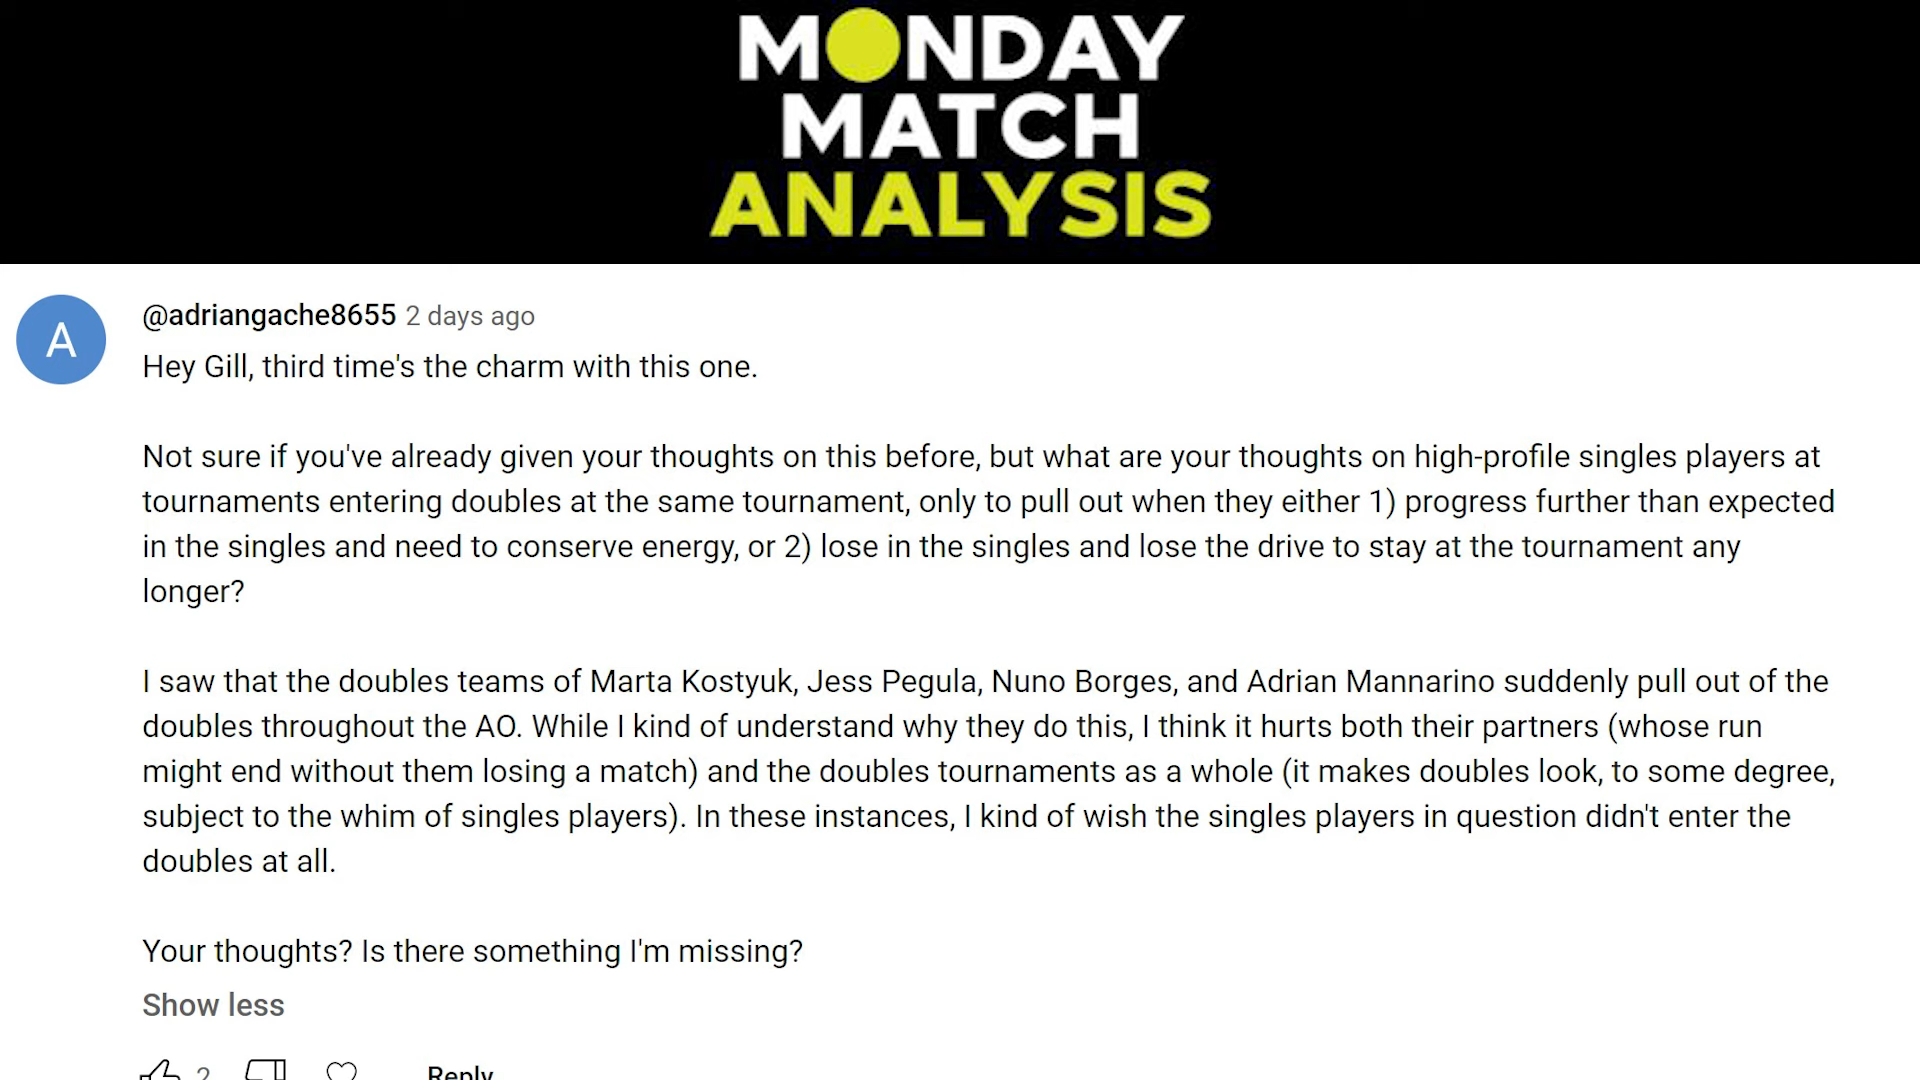 MONDAY
MATCH
ANALYSIS
A
@adriangache8655 2 days ago
Hey Gill, third time's the charm with this one.
Not sure if you've already given your thoughts on this before, but what are your thoughts on high-profile singles players at
tournaments entering doubles at the same tournament, only to pull out when they either 1) progress further than expected
in the singles and need to conserve energy, or 2) lose in the singles and lose the drive to stay at the tournament any
longer?
I saw that the doubles teams of Marta Kostyuk, Jess Pegula, Nuno Borges, and Adrian Mannarino suddenly pull out of the
doubles throughout the AO. While I kind of understand why they do this, I think it hurts both their partners (whose run
might end without them losing a match) and the doubles tournaments as a whole (it makes doubles look, to some degree,
subject to the whim of singles players). In these instances, I kind of wish the singles players in question didn't enter the
doubles at all.
Your thoughts? Is there something I'm missing?
Show less
2 Reply